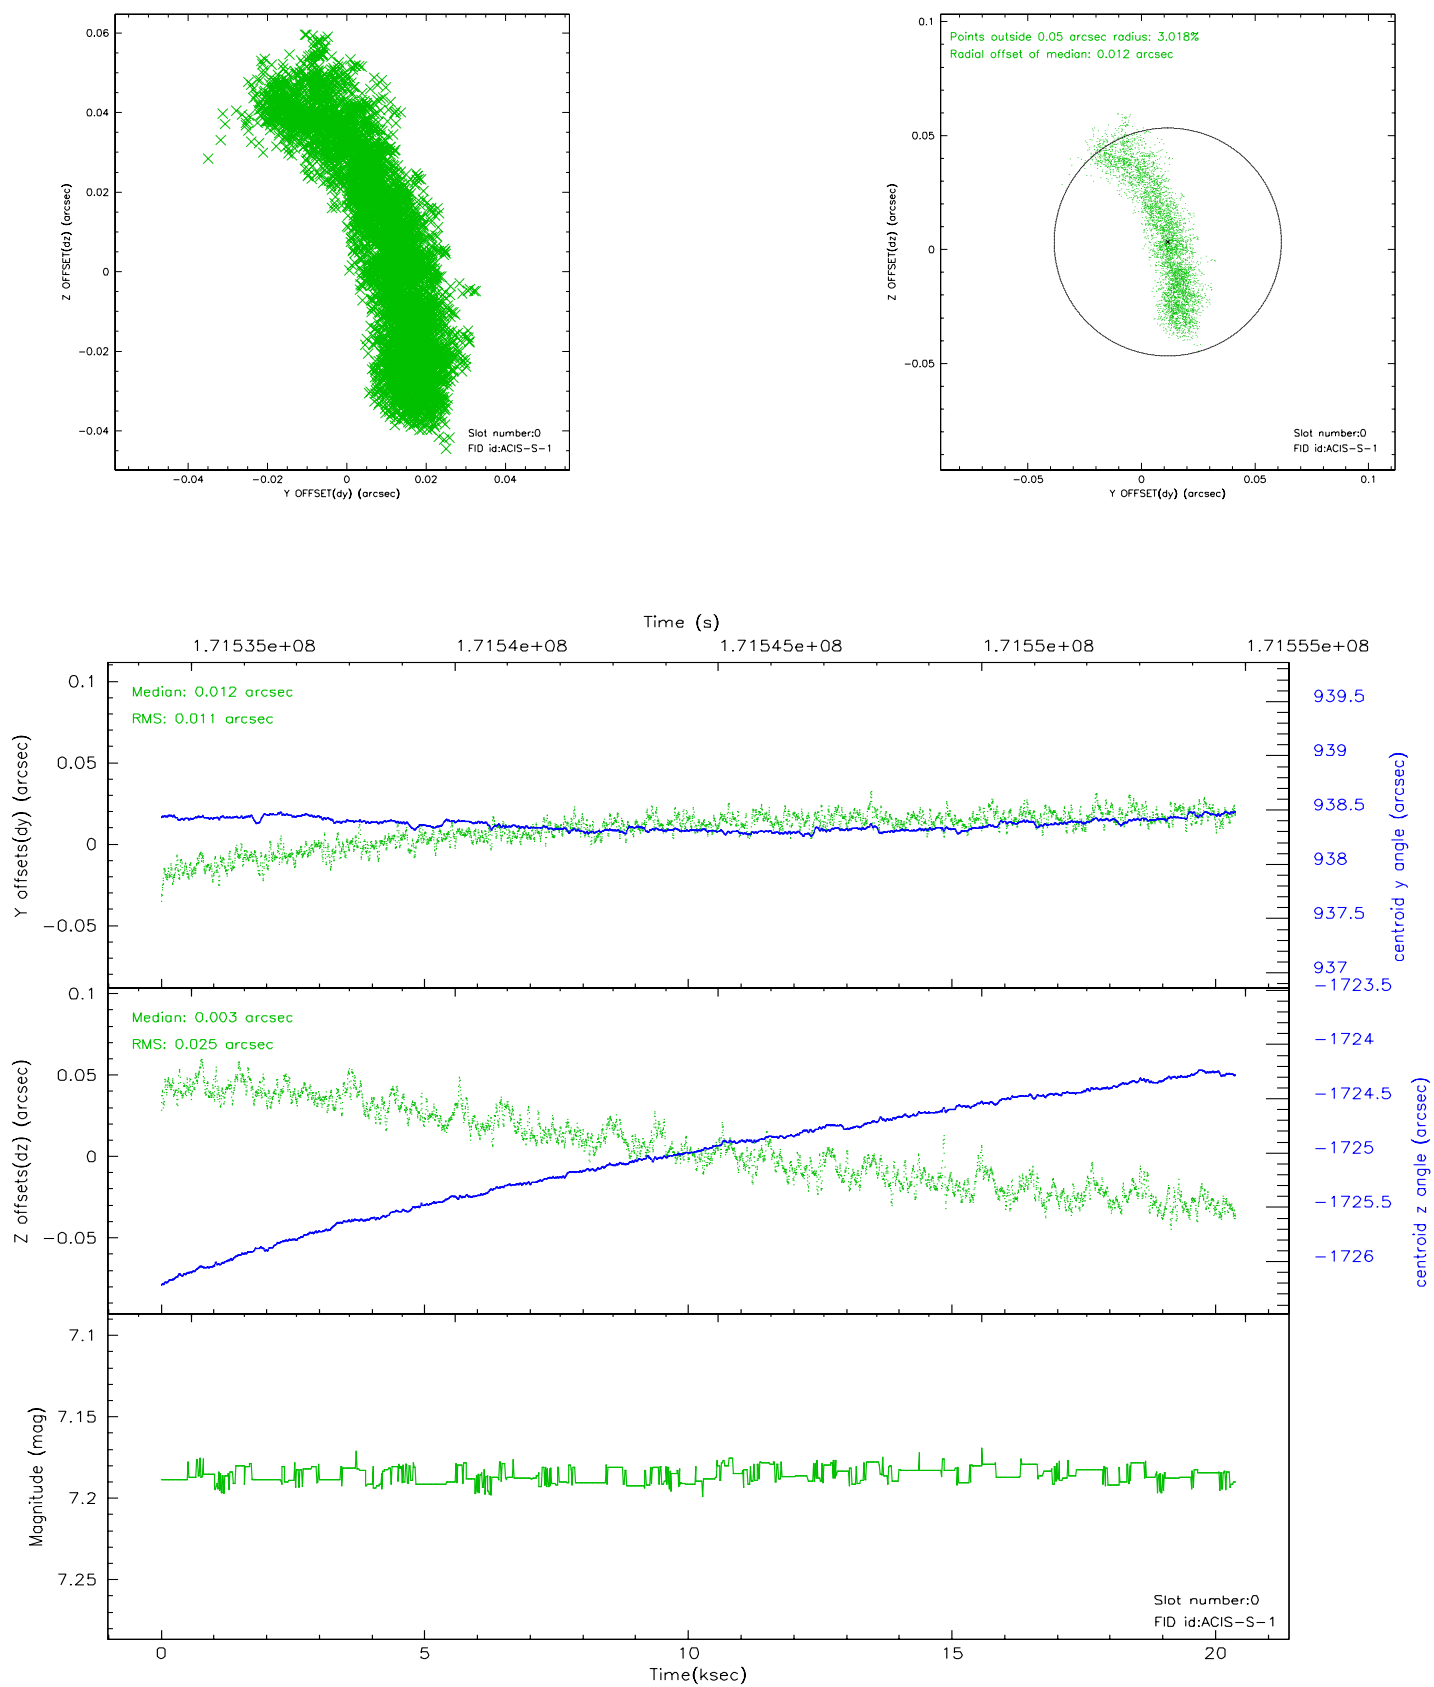 0.06
0.04
0.02
0
−0.02
−0.04
Z OFFSET(dz) (arcsec)
−0.04
−0.02
0
0.02
0.04
Y OFFSET(dy) (arcsec)
Slot number:0
FID id:ACIS−S−1
Points outside 0.05 arcsec radius: 3.018%
Radial offset of median: 0.012 arcsec
0.1
0.05
0
−0.05
Z OFFSET(dz) (arcsec)
−0.05
0
0.05
0.1
Y OFFSET(dy) (arcsec)
Slot number:0
FID id:ACIS−S−1
Time (s)
1.71535e+08
1.7154e+08
1.71545e+08
1.7155e+08
1.71555e+08
Median: 0.012 arcsec
RMS: 0.011 arcsec
0.1
0.05
0
−0.05
Y offsets(dy) (arcsec)
939.5
939
938.5
938
937.5
937
centroid y angle (arcsec)
Median: 0.003 arcsec
RMS: 0.025 arcsec
0.1
0.05
0
−0.05
Z offsets(dz) (arcsec)
−1723.5
−1724
−1724.5
−1725
−1725.5
−1726
centroid z angle (arcsec)
7.1
7.15
7.2
7.25
Magnitude (mag)
Slot number:0
FID id:ACIS−S−1
0
5
10
15
20
Time(ksec)